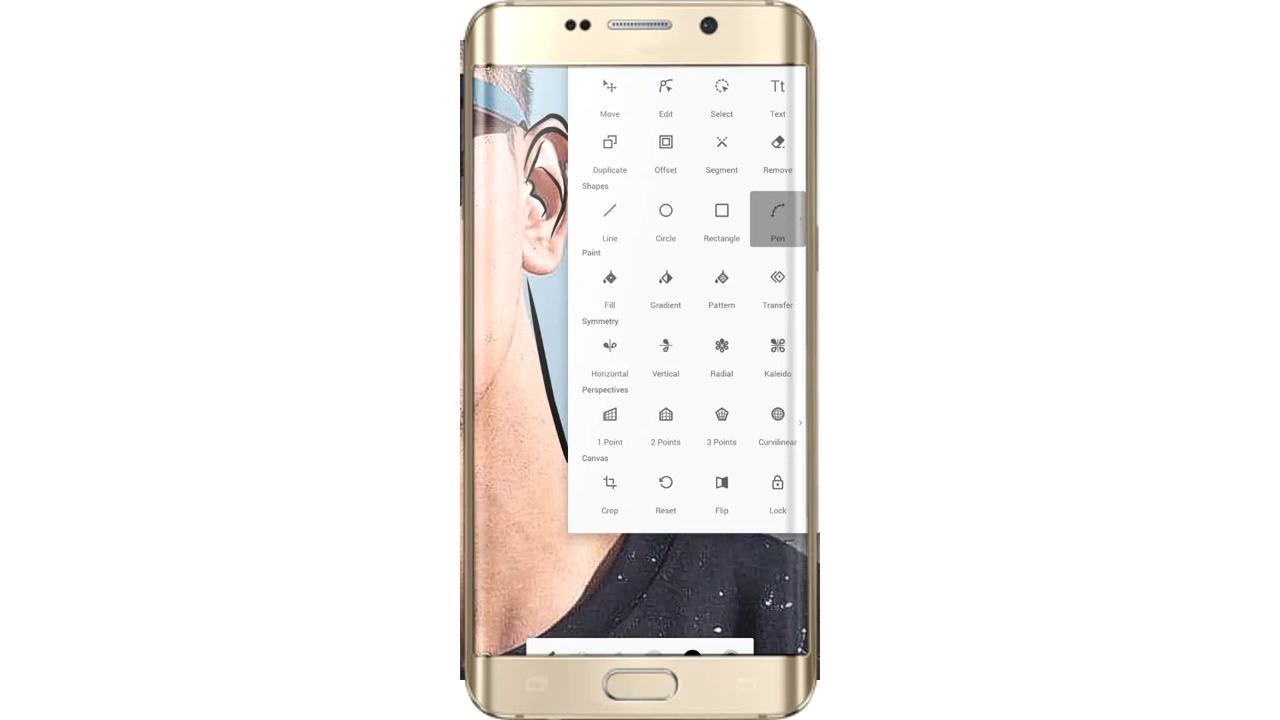 Move Edit Select Text
Duplicate Offset Segment Remove
Shapes
Line Circle Rectangle Pen
Paint
Fill Gradient Pattern Transfer
Symmetry
Horizontal Vertical Radial Kaleido
Perspectives
1 Point 2 Points 3 Points Curvilinear
Canvas
Crop Reset Flip Lock